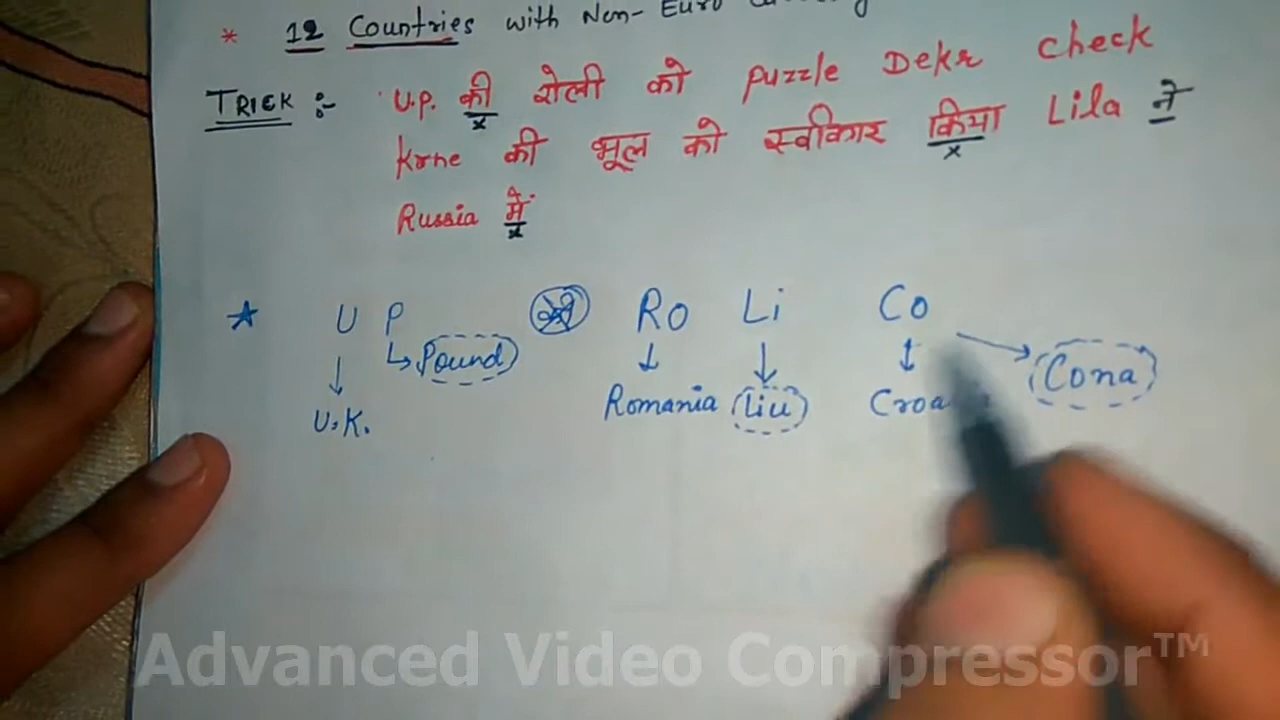 * 12 Countries with Non- Euro
TRICK :- U.P. की रोली को puzzle Dekr check
x
krne की भूल को स्वीकार किया Lila ने
x
Russia में
x
* U P Ro Li Co
Pound Cona
Romania Liu
U.K.
Advanced Video Compressor™